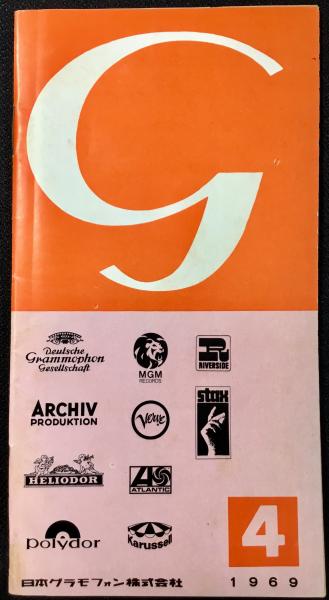 G
Deutsche
Grammophon
Gesellschaft
MGM
RECORDS
R
RIVERSIDE
ARCHIV
PRODUKTION
Verve
stax
HELIODOR
ATLANTIC
polydor
Karussell
4
日本グラモフォン株式会社
1969